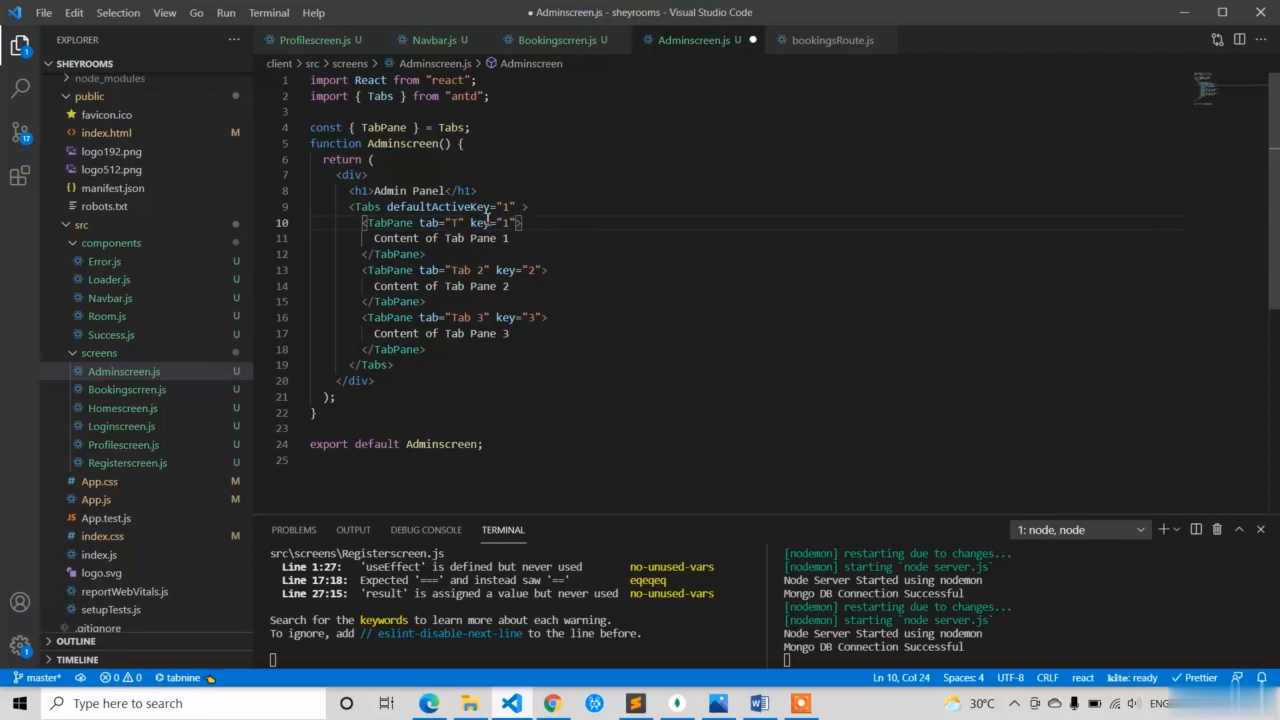 File Edit Selection View Go Run Terminal Help
● Adminscreen.js - sheyrooms - Visual Studio Code
EXPLORER
Profilescreen.js U
Navbar.js U
Bookingscrren.js U
Adminscreen.js U ●
bookingsRoute.js
SHEYROOMS
client > src > screens > Adminscreen.js > Adminscreen
node_modules
public
favicon.ico
index.html M
logo192.png
logo512.png
manifest.json
robots.txt
src
components
Error.js U
Loader.js U
Navbar.js U
Room.js U
Success.js U
screens
Adminscreen.js U
Bookingscrren.js U
Homescreen.js U
Loginscreen.js U
Profilescreen.js U
Registerscreen.js U
App.css M
App.js M
App.test.js
index.css M
index.js
logo.svg
reportWebVitals.js
setupTests.js
.gitignore
OUTLINE
TIMELINE
1 import React from "react";
2 import { Tabs } from "antd";
3
4 const { TabPane } = Tabs;
5 function Adminscreen() {
6 return (
7 <div>
8 <h1>Admin Panel</h1>
9 <Tabs defaultActiveKey="1" >
10 <TabPane tab="T" key="1">
11 Content of Tab Pane 1
12 </TabPane>
13 <TabPane tab="Tab 2" key="2">
14 Content of Tab Pane 2
15 </TabPane>
16 <TabPane tab="Tab 3" key="3">
17 Content of Tab Pane 3
18 </TabPane>
19 </Tabs>
20 </div>
21 );
22 }
23
24 export default Adminscreen;
25
PROBLEMS OUTPUT DEBUG CONSOLE TERMINAL
1: node, node
src\screens\Registerscreen.js
Line 1:27: 'useEffect' is defined but never used no-unused-vars
Line 17:18: Expected '===' and instead saw '==' eqeqeq
Line 27:15: 'result' is assigned a value but never used no-unused-vars
Search for the keywords to learn more about each warning.
To ignore, add // eslint-disable-next-line to the line before.
[nodemon] restarting due to changes...
[nodemon] starting `node server.js`
Node Server Started using nodemon
Mongo DB Connection Successful
[nodemon] restarting due to changes...
[nodemon] starting `node server.js`
Node Server Started using nodemon
Mongo DB Connection Successful
master* 0 0 tabnine
Ln 10, Col 24 Spaces: 4 UTF-8 CRLF react kite: ready Prettier
Type here to search
30°C
ENG